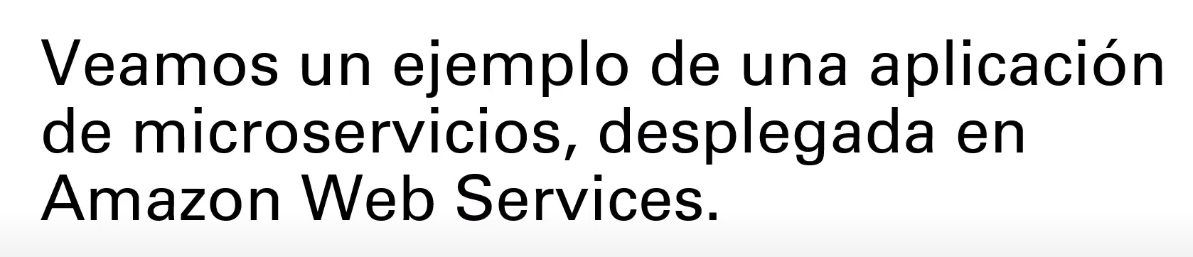 Veamos un ejemplo de una aplicación
de microservicios, desplegada en
Amazon Web Services.